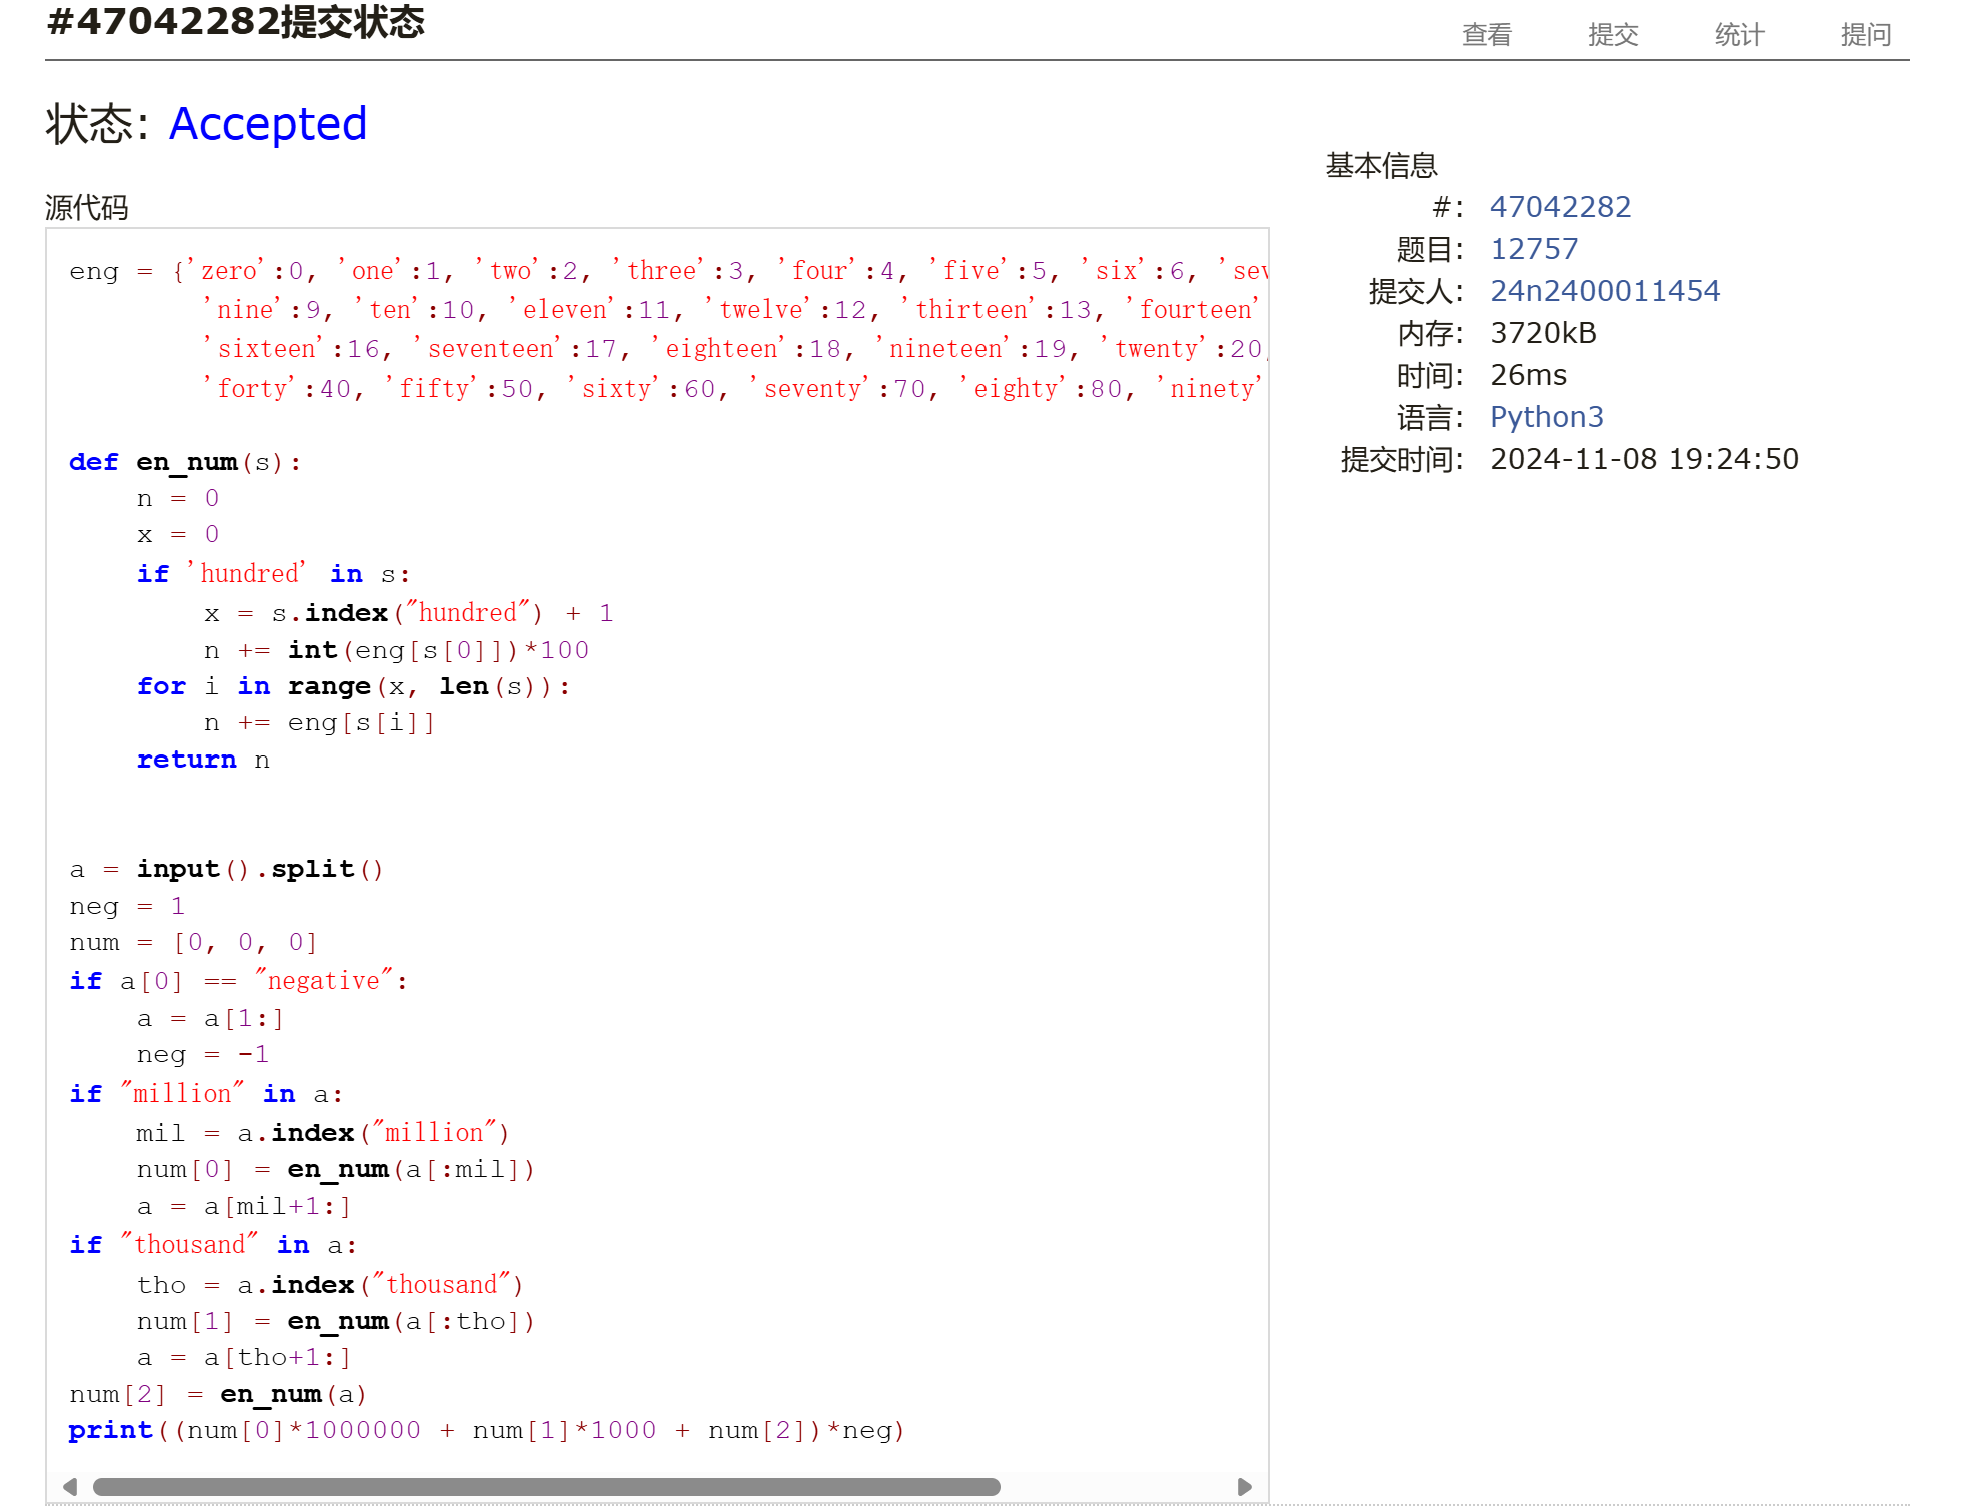 #47042282提交状态
查看 提交 统计 提问
状态: Accepted
源代码
eng = {'zero':0, 'one':1, 'two':2, 'three':3, 'four':4, 'five':5, 'six':6, 'sev
'nine':9, 'ten':10, 'eleven':11, 'twelve':12, 'thirteen':13, 'fourteen'
'sixteen':16, 'seventeen':17, 'eighteen':18, 'nineteen':19, 'twenty':20,
'forty':40, 'fifty':50, 'sixty':60, 'seventy':70, 'eighty':80, 'ninety'
def en_num(s):
    n = 0
    x = 0
    if 'hundred' in s:
        x = s.index("hundred") + 1
        n += int(eng[s[0]])*100
    for i in range(x, len(s)):
        n += eng[s[i]]
    return n
a = input().split()
neg = 1
num = [0, 0, 0]
if a[0] == "negative":
    a = a[1:]
    neg = -1
if "million" in a:
    mil = a.index("million")
    num[0] = en_num(a[:mil])
    a = a[mil+1:]
if "thousand" in a:
    tho = a.index("thousand")
    num[1] = en_num(a[:tho])
    a = a[tho+1:]
num[2] = en_num(a)
print((num[0]*1000000 + num[1]*1000 + num[2])*neg)
基本信息
#: 47042282
题目: 12757
提交人: 24n2400011454
内存: 3720kB
时间: 26ms
语言: Python3
提交时间: 2024-11-08 19:24:50